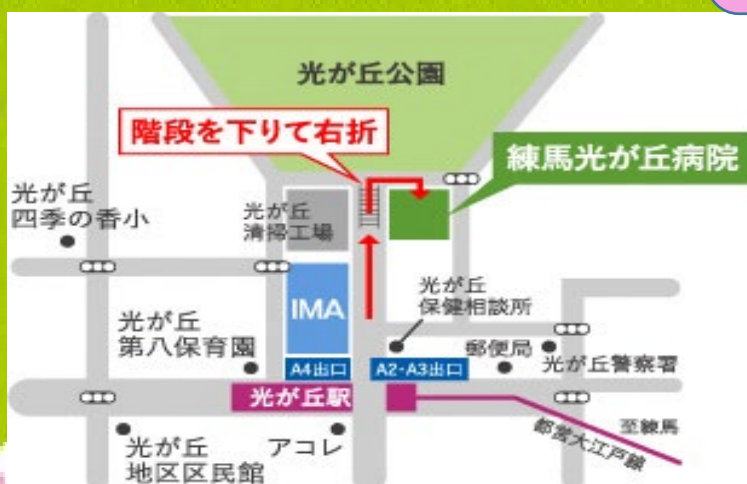 光が丘公園
階段を下りて右折
練馬光が丘病院
光が丘
四季の香小
光が丘
清掃工場
IMA
光が丘
保健相談所
光が丘
第八保育園
郵便局
光が丘警察署
A4出口
A2・A3出口
光が丘駅
都営大江戸線
至練馬
光が丘
地区区民館
アコレ